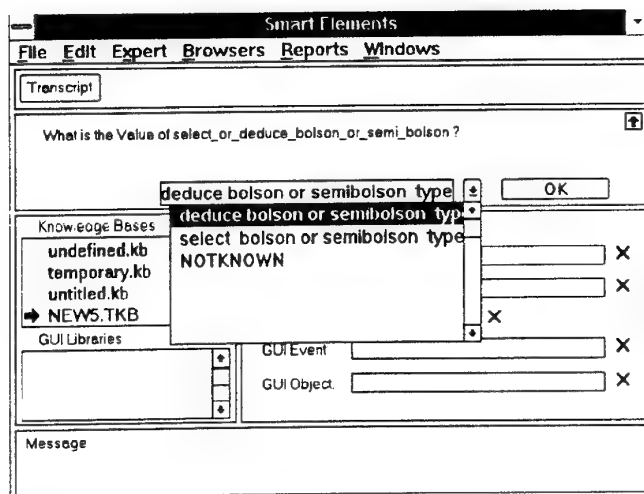 Smart Elements
File Edit Expert Browsers Reports Windows
Transcript
What is the Value of select_or_deduce_bolson_or_semi_bolson ?
deduce bolson or semibolson type
OK
deduce bolson or semibolson typ
select bolson or semibolson type
NOTKNOWN
Knowledge Bases
undefined.kb
temporary.kb
untitled.kb
NEW5.TKB
GUI Libraries
GUI Event
GUI Object.
Message